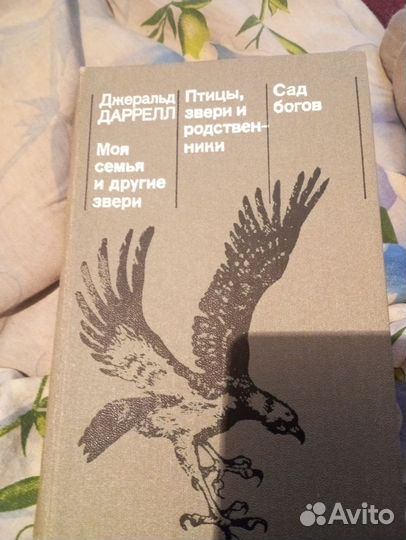 Джеральд
ДАРРЕЛЛ
Моя
семья
и другие
звери
Птицы,
звери и
родствен-
ники
Сад
богов
Avito